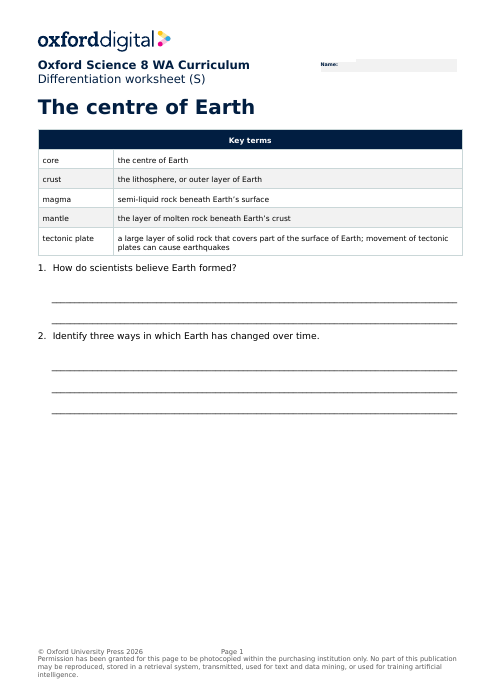 oxforddigital
Oxford Science 8 WA Curriculum
Name:
Differentiation worksheet (S)
The centre of Earth
Key terms
core the centre of Earth
crust the lithosphere, or outer layer of Earth
magma semi-liquid rock beneath Earth's surface
mantle the layer of molten rock beneath Earth's crust
tectonic plate a large layer of solid rock that covers part of the surface of Earth; movement of tectonic
plates can cause earthquakes
1. How do scientists believe Earth formed?
2. Identify three ways in which Earth has changed over time.
© Oxford University Press 2026 Page 1
Permission has been granted for this page to be photocopied within the purchasing institution only. No part of this publication
may be reproduced, stored in a retrieval system, transmitted, used for text and data mining, or used for training artificial
intelligence.